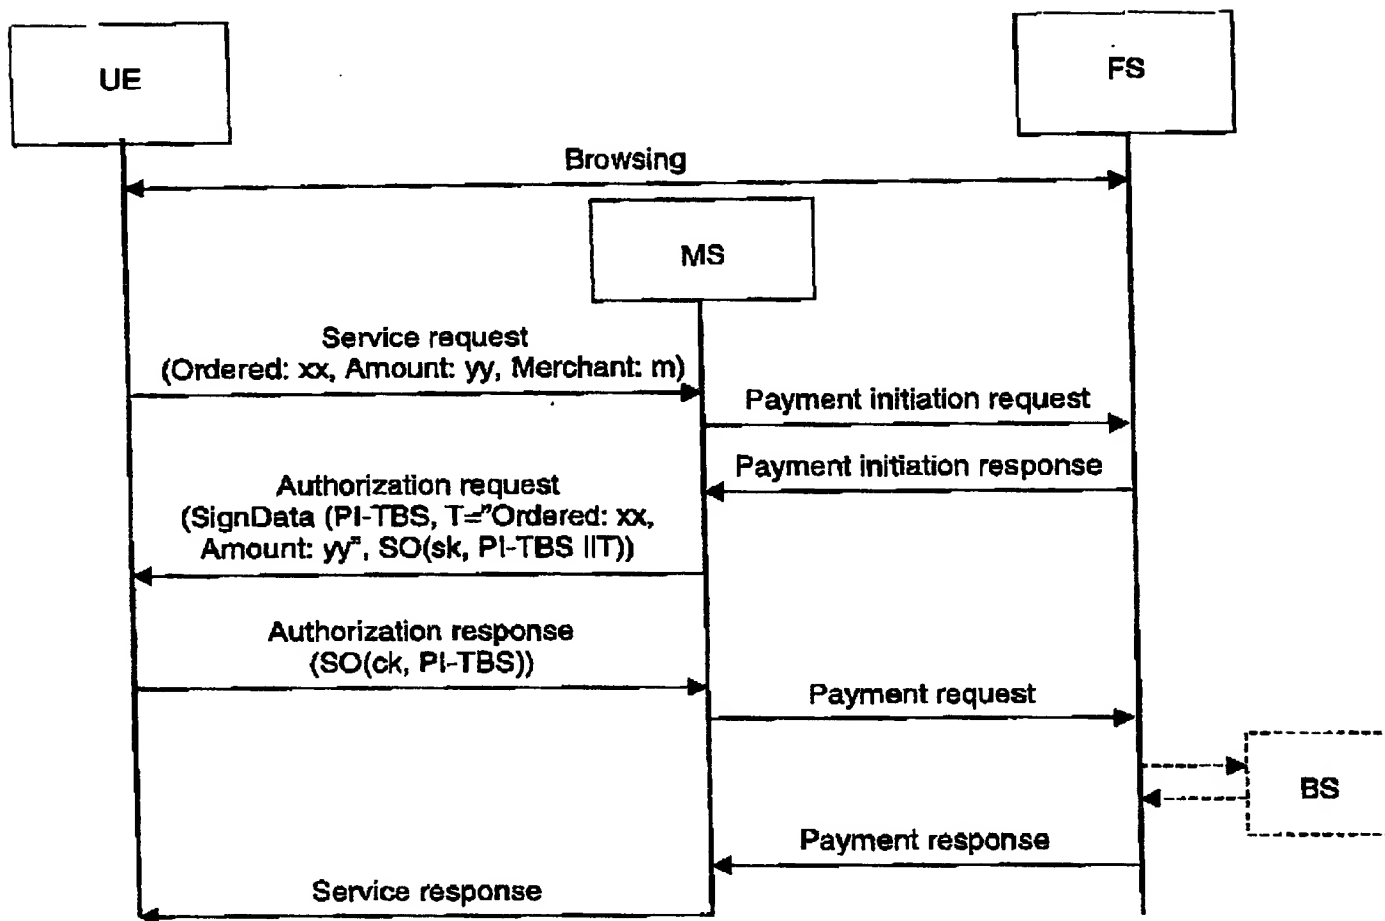 UE
FS
Browsing
MS
Service request
(Ordered: xx, Amount: yy, Merchant: m)
Payment initiation request
Payment initiation response
Authorization request
(SignData (PI-TBS, T="Ordered: xx,
Amount: yy", SO(sk, PI-TBS IIT))
Authorization response
(SO(ck, PI-TBS))
Payment request
BS
Payment response
Service response